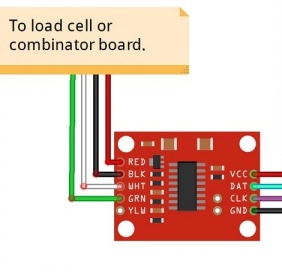 To load cell or
combinator board.
RED
BLK
WHT
GRN
YLW
VCC
DAT
CLK
GND